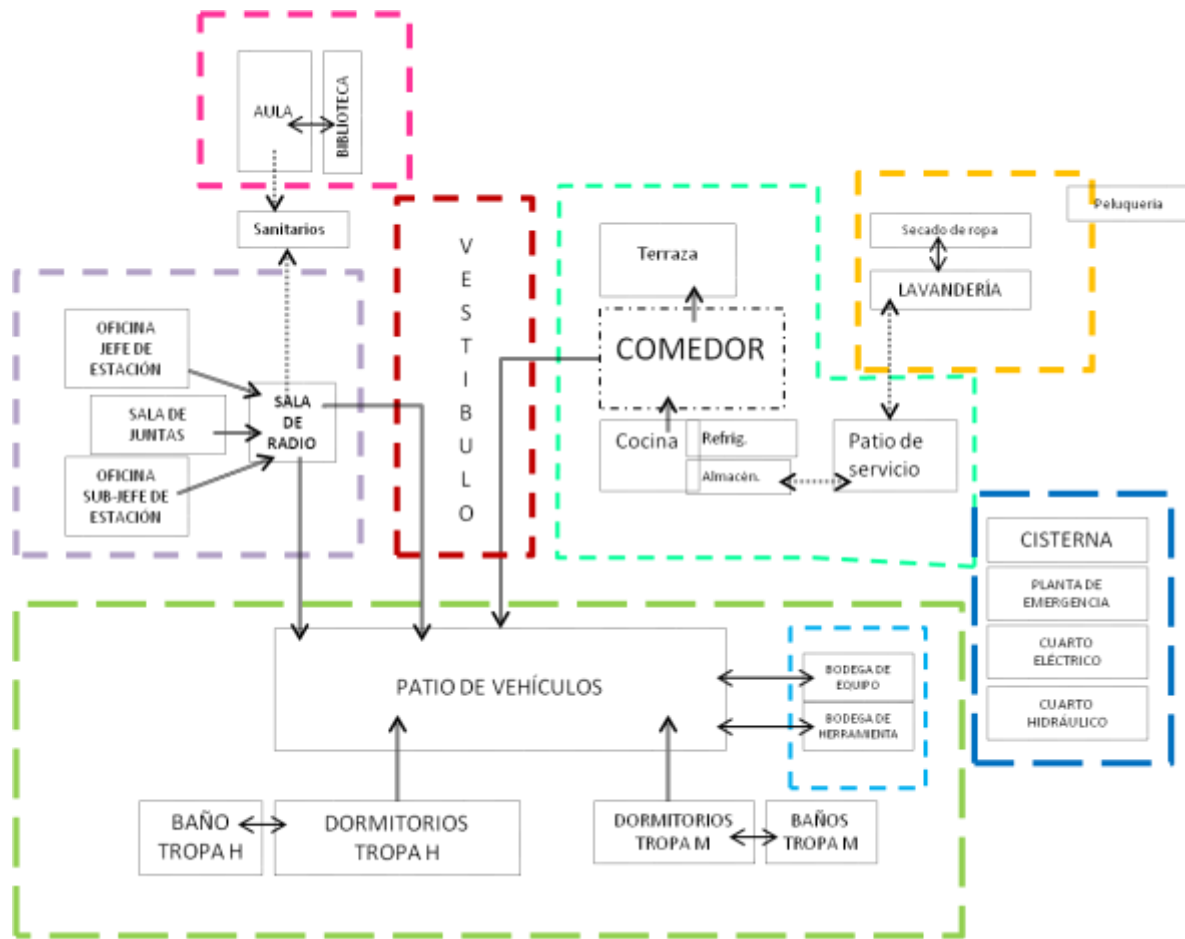 AULA
BIBLIOTECA
Sanitarios
VESTIBULO
Terraza
COMEDOR
Cocina
Refrig.
Almacén.
Secado de ropa
LAVANDERÍA
Peluqueria
Patio de
servicio
OFICINA
JEFE DE
ESTACIÓN
SALA DE
JUNTAS
OFICINA
SUB-JEFE DE
ESTACIÓN
SALA
DE
RADIO
CISTERNA
PLANTA DE
EMERGENCIA
CUARTO
ELÉCTRICO
CUARTO
HIDRÁULICO
PATIO DE VEHÍCULOS
BODEGA DE
EQUIPO
BODEGA DE
HERRAMIENTA
BAÑO
TROPA H
DORMITORIOS
TROPA H
DORMITORIOS
TROPA M
BAÑOS
TROPA M